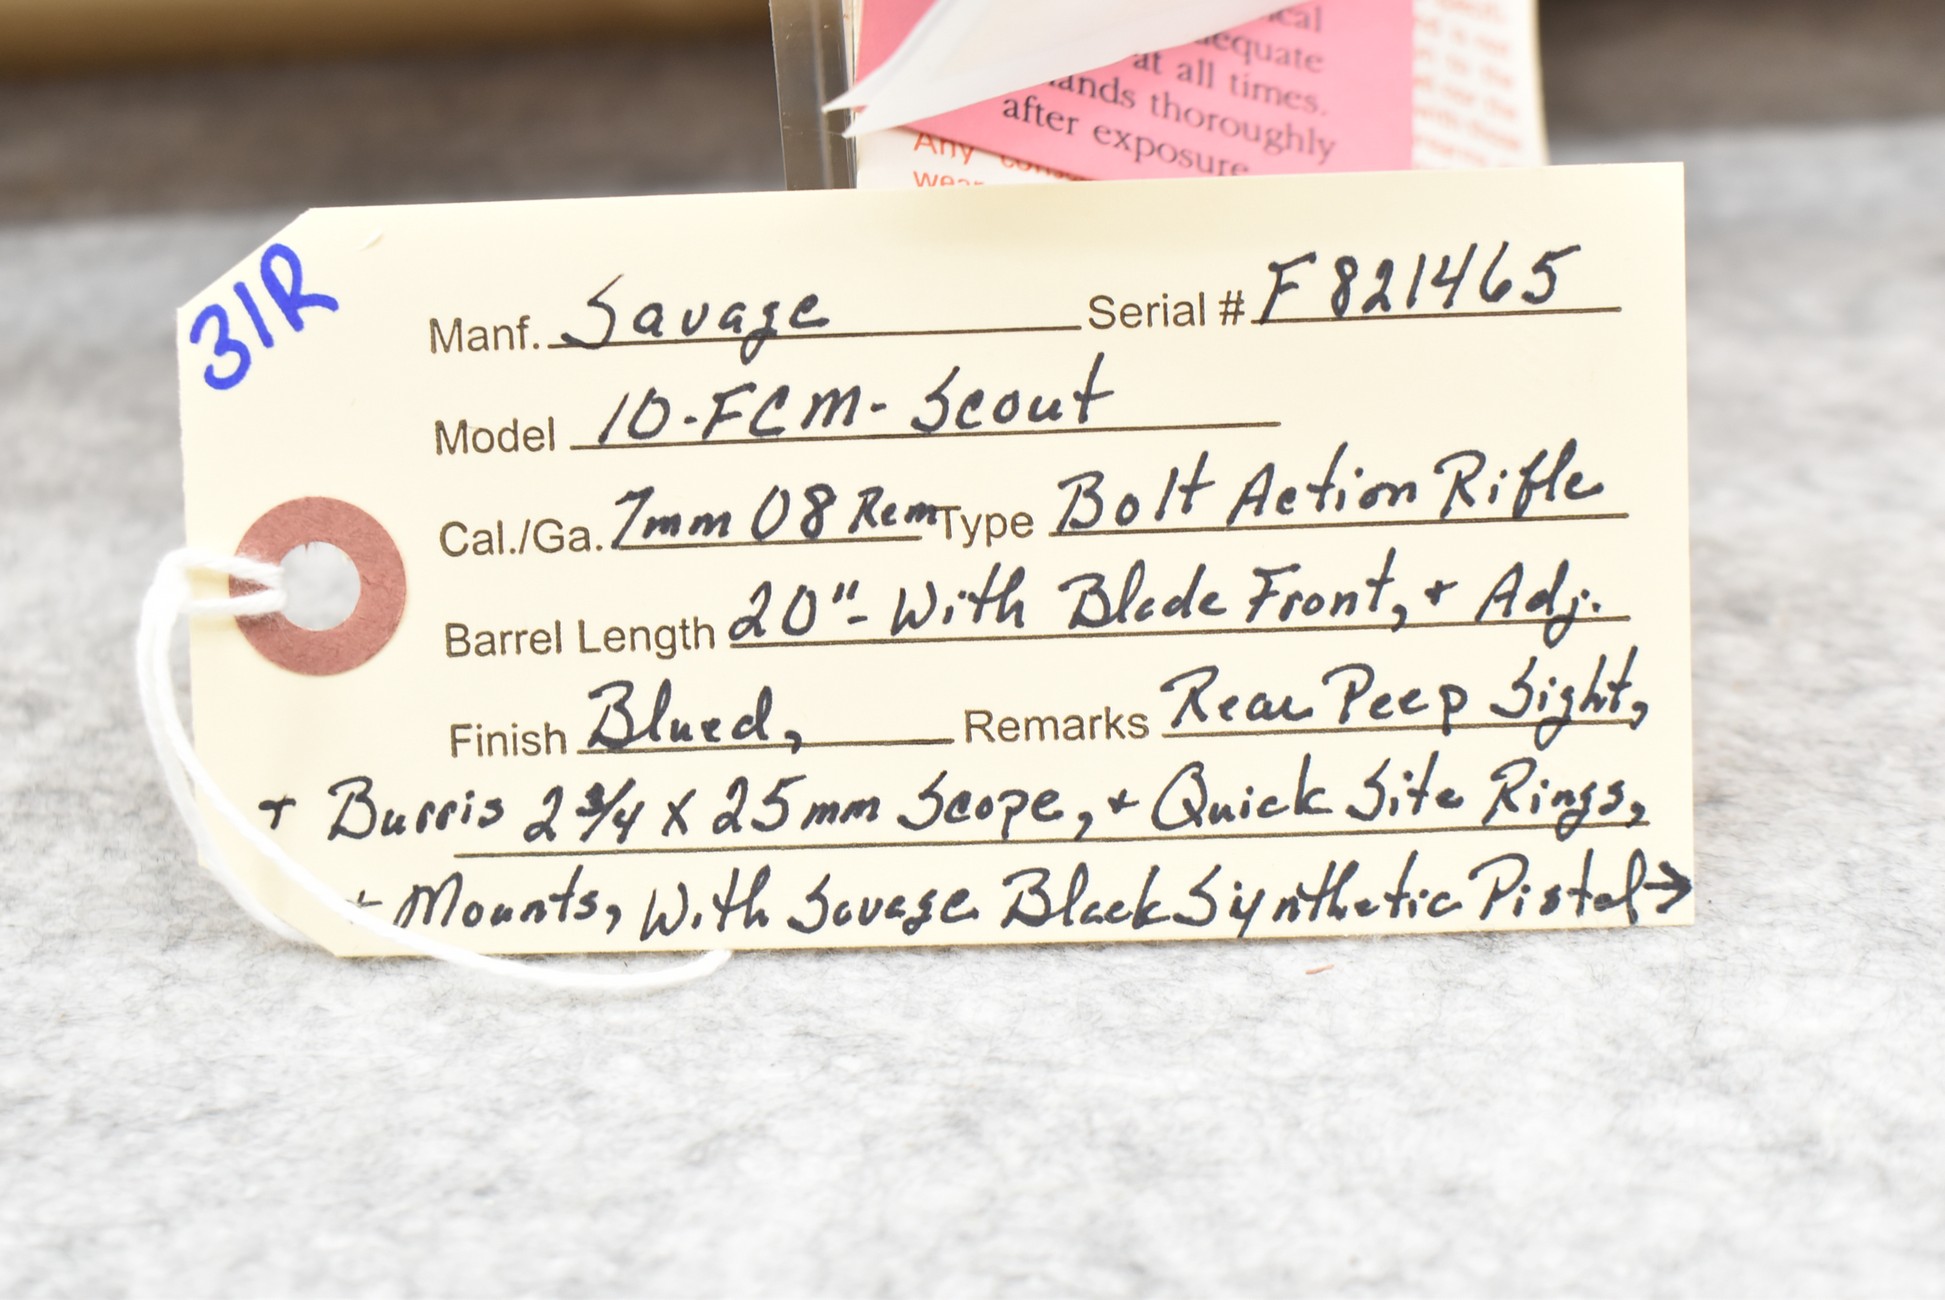 ical
equate
at all times.
ands thoroughly
after exposure
Any
31R
Manf. Savage Serial # F821465
Model 10-FCM-Scout
Cal./Ga. 7mm 08 Rem Type Bolt Action Rifle
Barrel Length 20"- With Blade Front, + Adj.
Finish Blued, Remarks Rear Peep Sight,
+ Burris 2 3/4 X 25mm Scope, + Quick Site Rings,
+ Mounts, With Savage Black Synthetic Pistol→